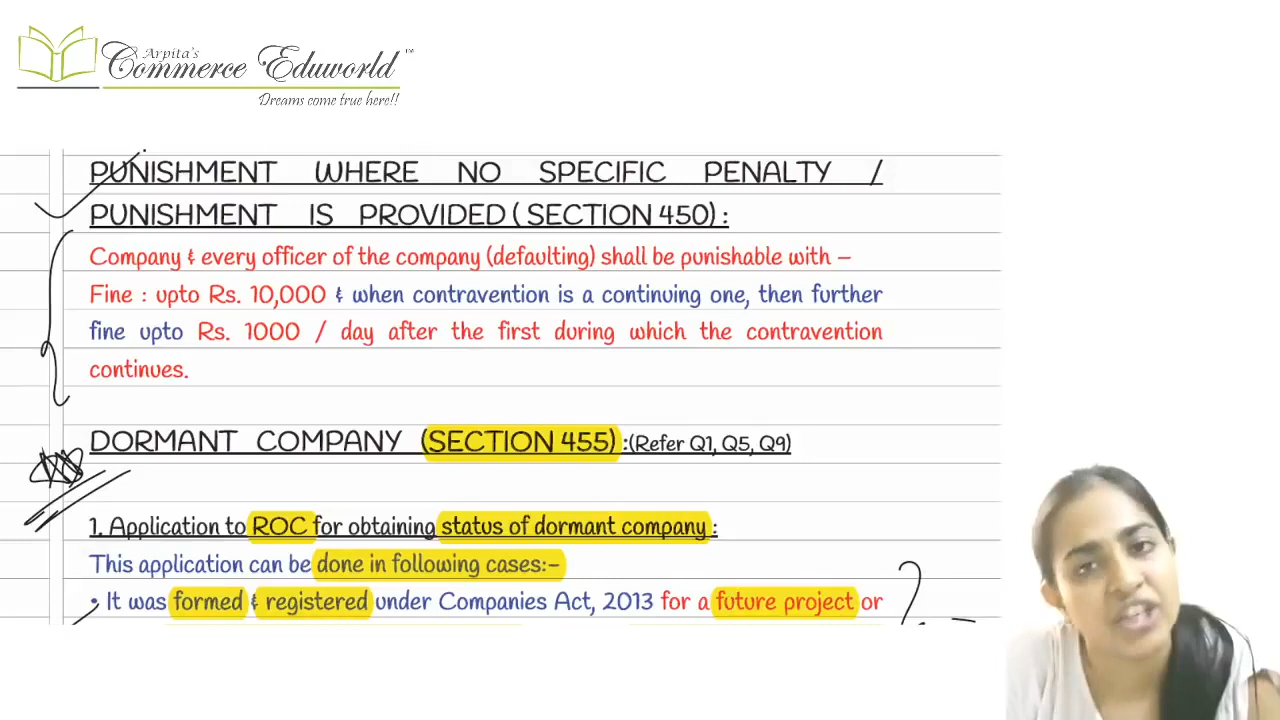 Arpita's
Commerce Eduworld™
Dreams come true here!!
PUNISHMENT WHERE NO SPECIFIC PENALTY /
PUNISHMENT IS PROVIDED ( SECTION 450) :
Company & every officer of the company (defaulting) shall be punishable with –
Fine : upto Rs. 10,000 & when contravention is a continuing one, then further
fine upto Rs. 1000 / day after the first during which the contravention
continues.
DORMANT COMPANY (SECTION 455) :(Refer Q1, Q5, Q9)
1. Application to ROC for obtaining status of dormant company :
This application can be done in following cases:–
• It was formed & registered under Companies Act, 2013 for a future project or